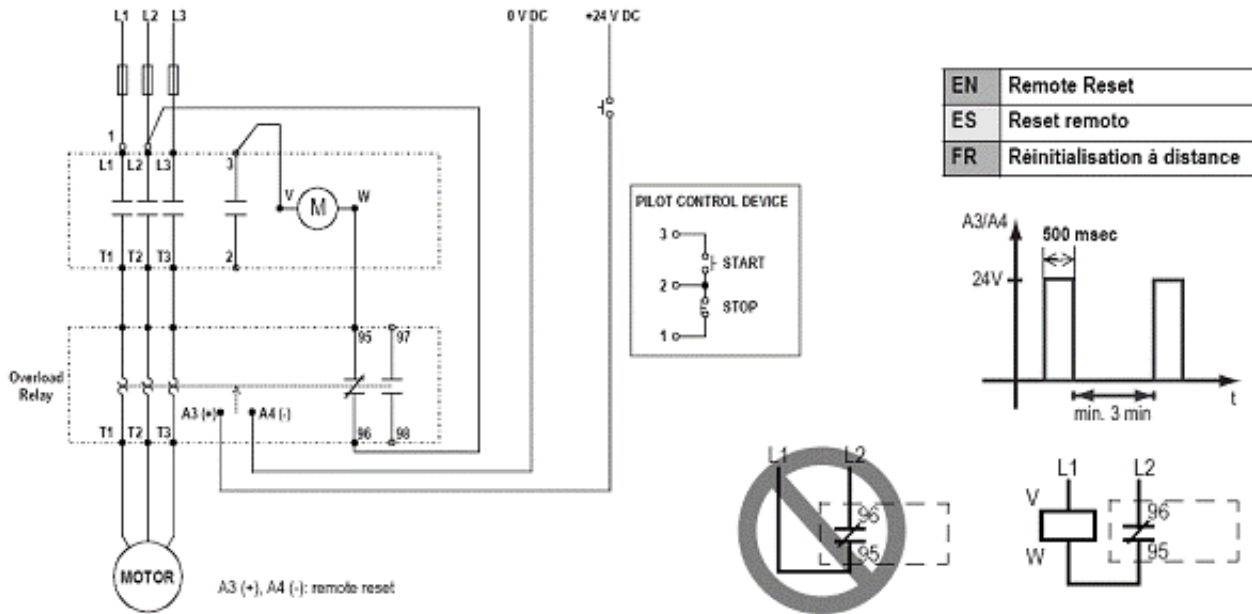 L1 L2 L3
0 V DC
+24 V DC
1
L1 L2 L3
3
V
M
W
T1 T2 T3
2
PILOT CONTROL DEVICE
3
START
2
STOP
1
EN Remote Reset
ES Reset remoto
FR Réinitialisation à distance
A3/A4
500 msec
24V
t
min. 3 min
Overload
Relay
95
97
A3 (+)
A4 (-)
T1 T2 T3
96
98
MOTOR
A3 (+), A4 (-): remote reset
L1
L2
96
95
L1
L2
V
W
96
95